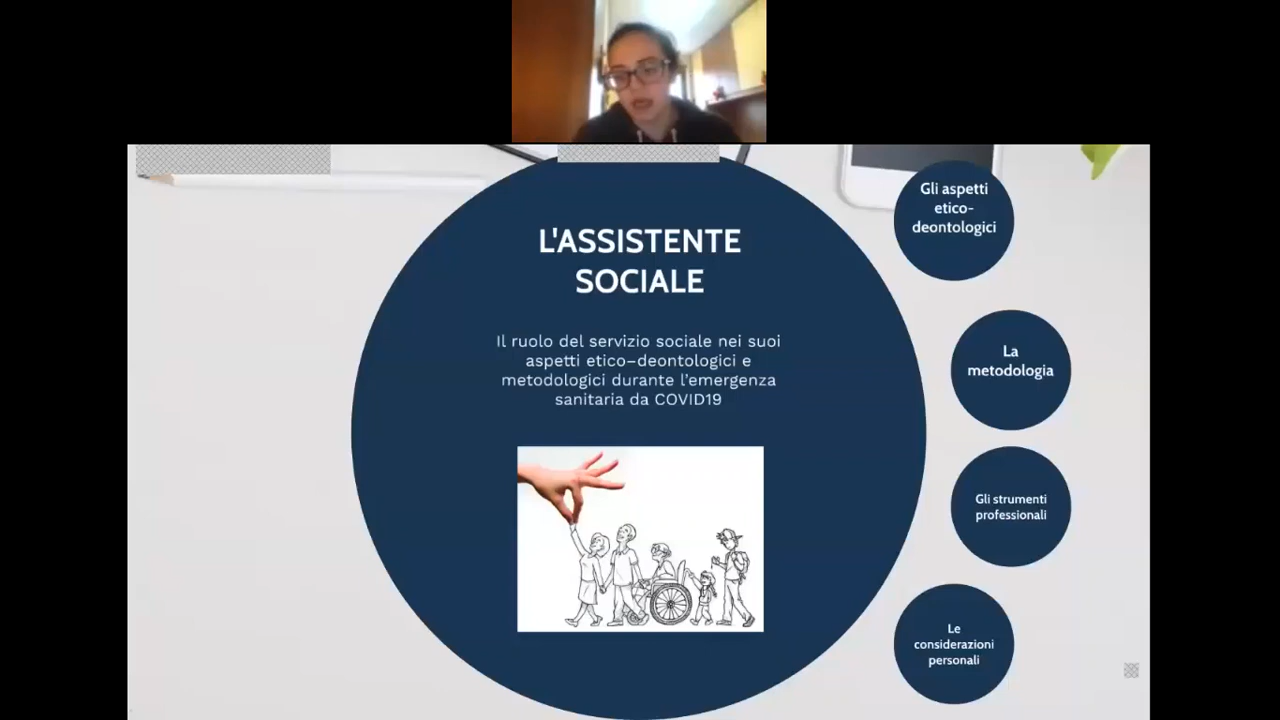 L'ASSISTENTE
SOCIALE
Il ruolo del servizio sociale nei suoi
aspetti etico–deontologici e
metodologici durante l'emergenza
sanitaria da COVID19
Gli aspetti
etico-
deontologici
La
metodologia
Gli strumenti
professionali
Le
considerazioni
personali